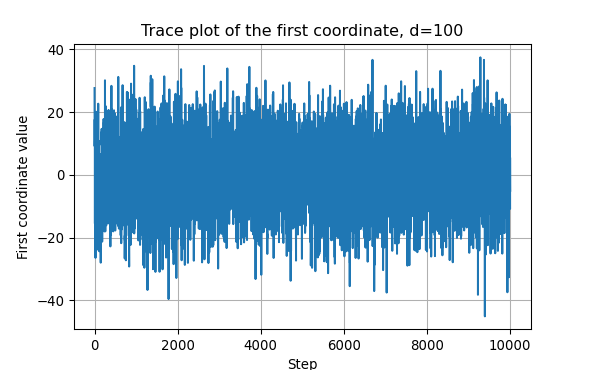 Trace plot of the first coordinate, d=100
First coordinate value
40
20
0
−20
−40
0 2000 4000 6000 8000 10000
Step